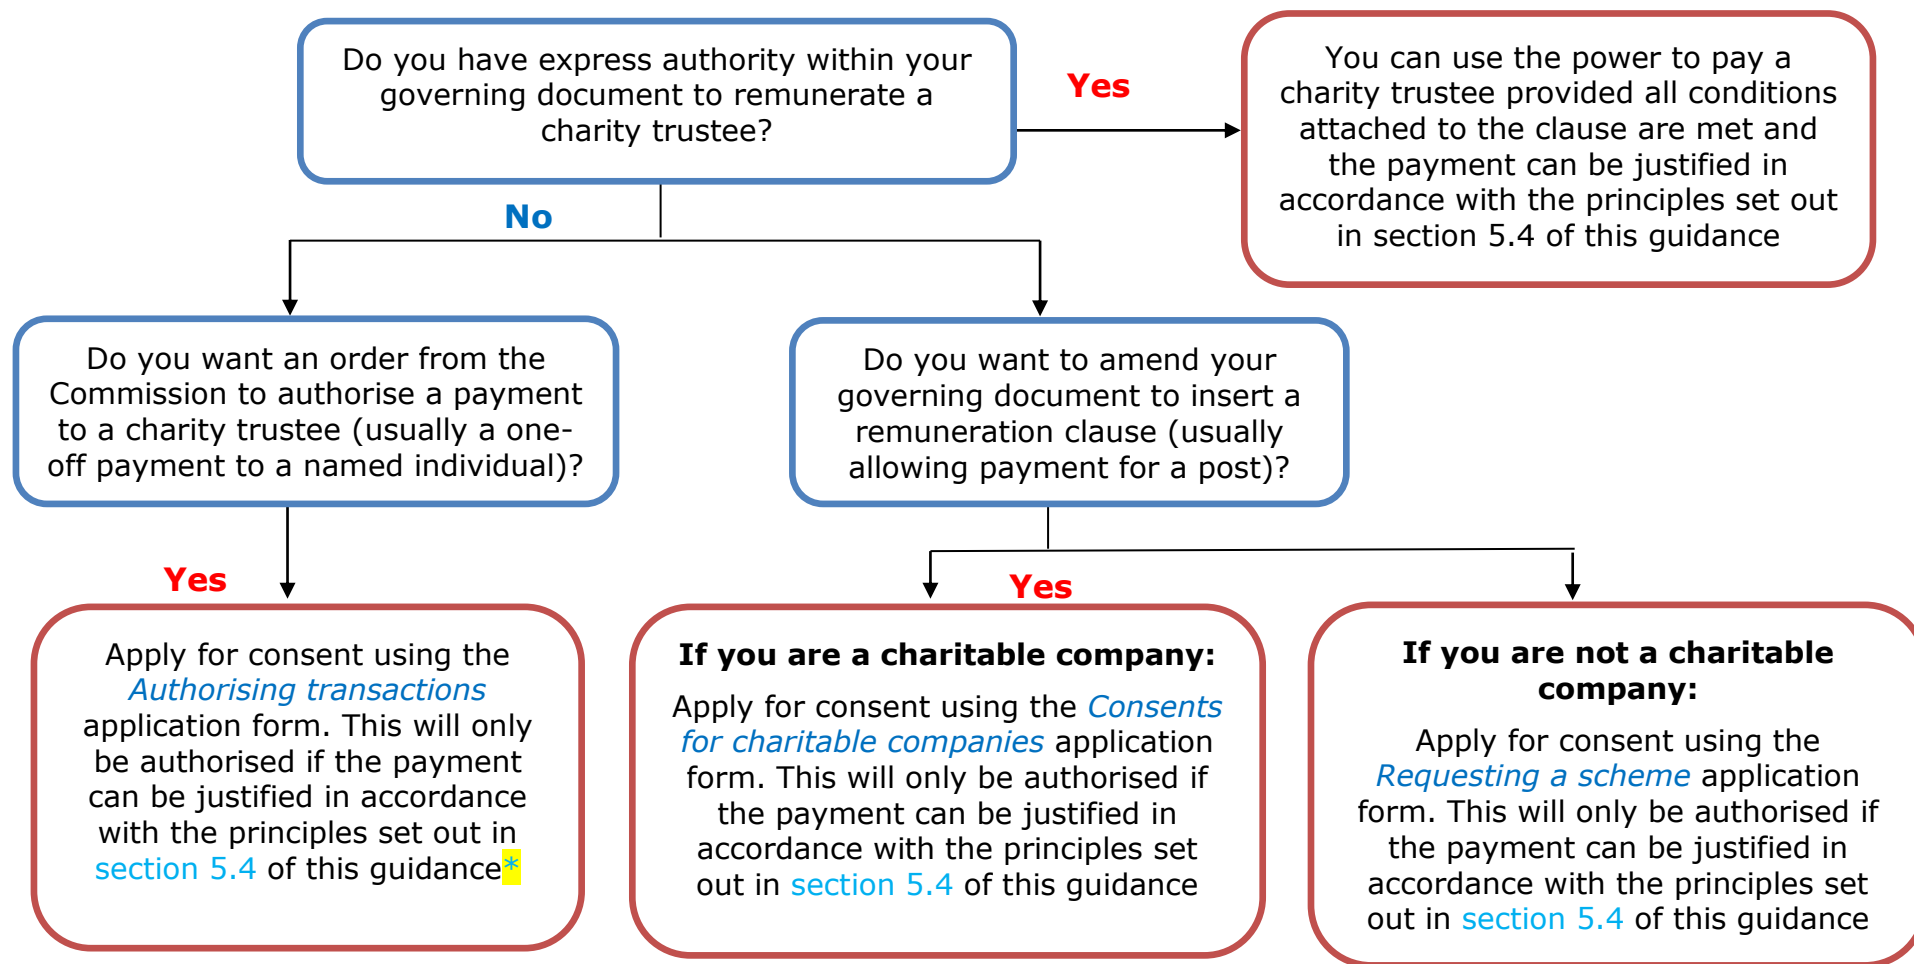 Do you have express authority within your
governing document to remunerate a
charity trustee?
Yes
You can use the power to pay a
charity trustee provided all conditions
attached to the clause are met and
the payment can be justified in
accordance with the principles set out
in section 5.4 of this guidance
No
Do you want an order from the
Commission to authorise a payment
to a charity trustee (usually a one-
off payment to a named individual)?
Do you want to amend your
governing document to insert a
remuneration clause (usually
allowing payment for a post)?
Yes
Yes
Apply for consent using the
Authorising transactions
application form. This will only
be authorised if the payment
can be justified in accordance
with the principles set out in
section 5.4 of this guidance*
If you are a charitable company:
Apply for consent using the Consents
for charitable companies application
form. This will only be authorised if
the payment can be justified in
accordance with the principles set
out in section 5.4 of this guidance
If you are not a charitable
company:
Apply for consent using the
Requesting a scheme application
form. This will only be authorised if
the payment can be justified in
accordance with the principles set
out in section 5.4 of this guidance